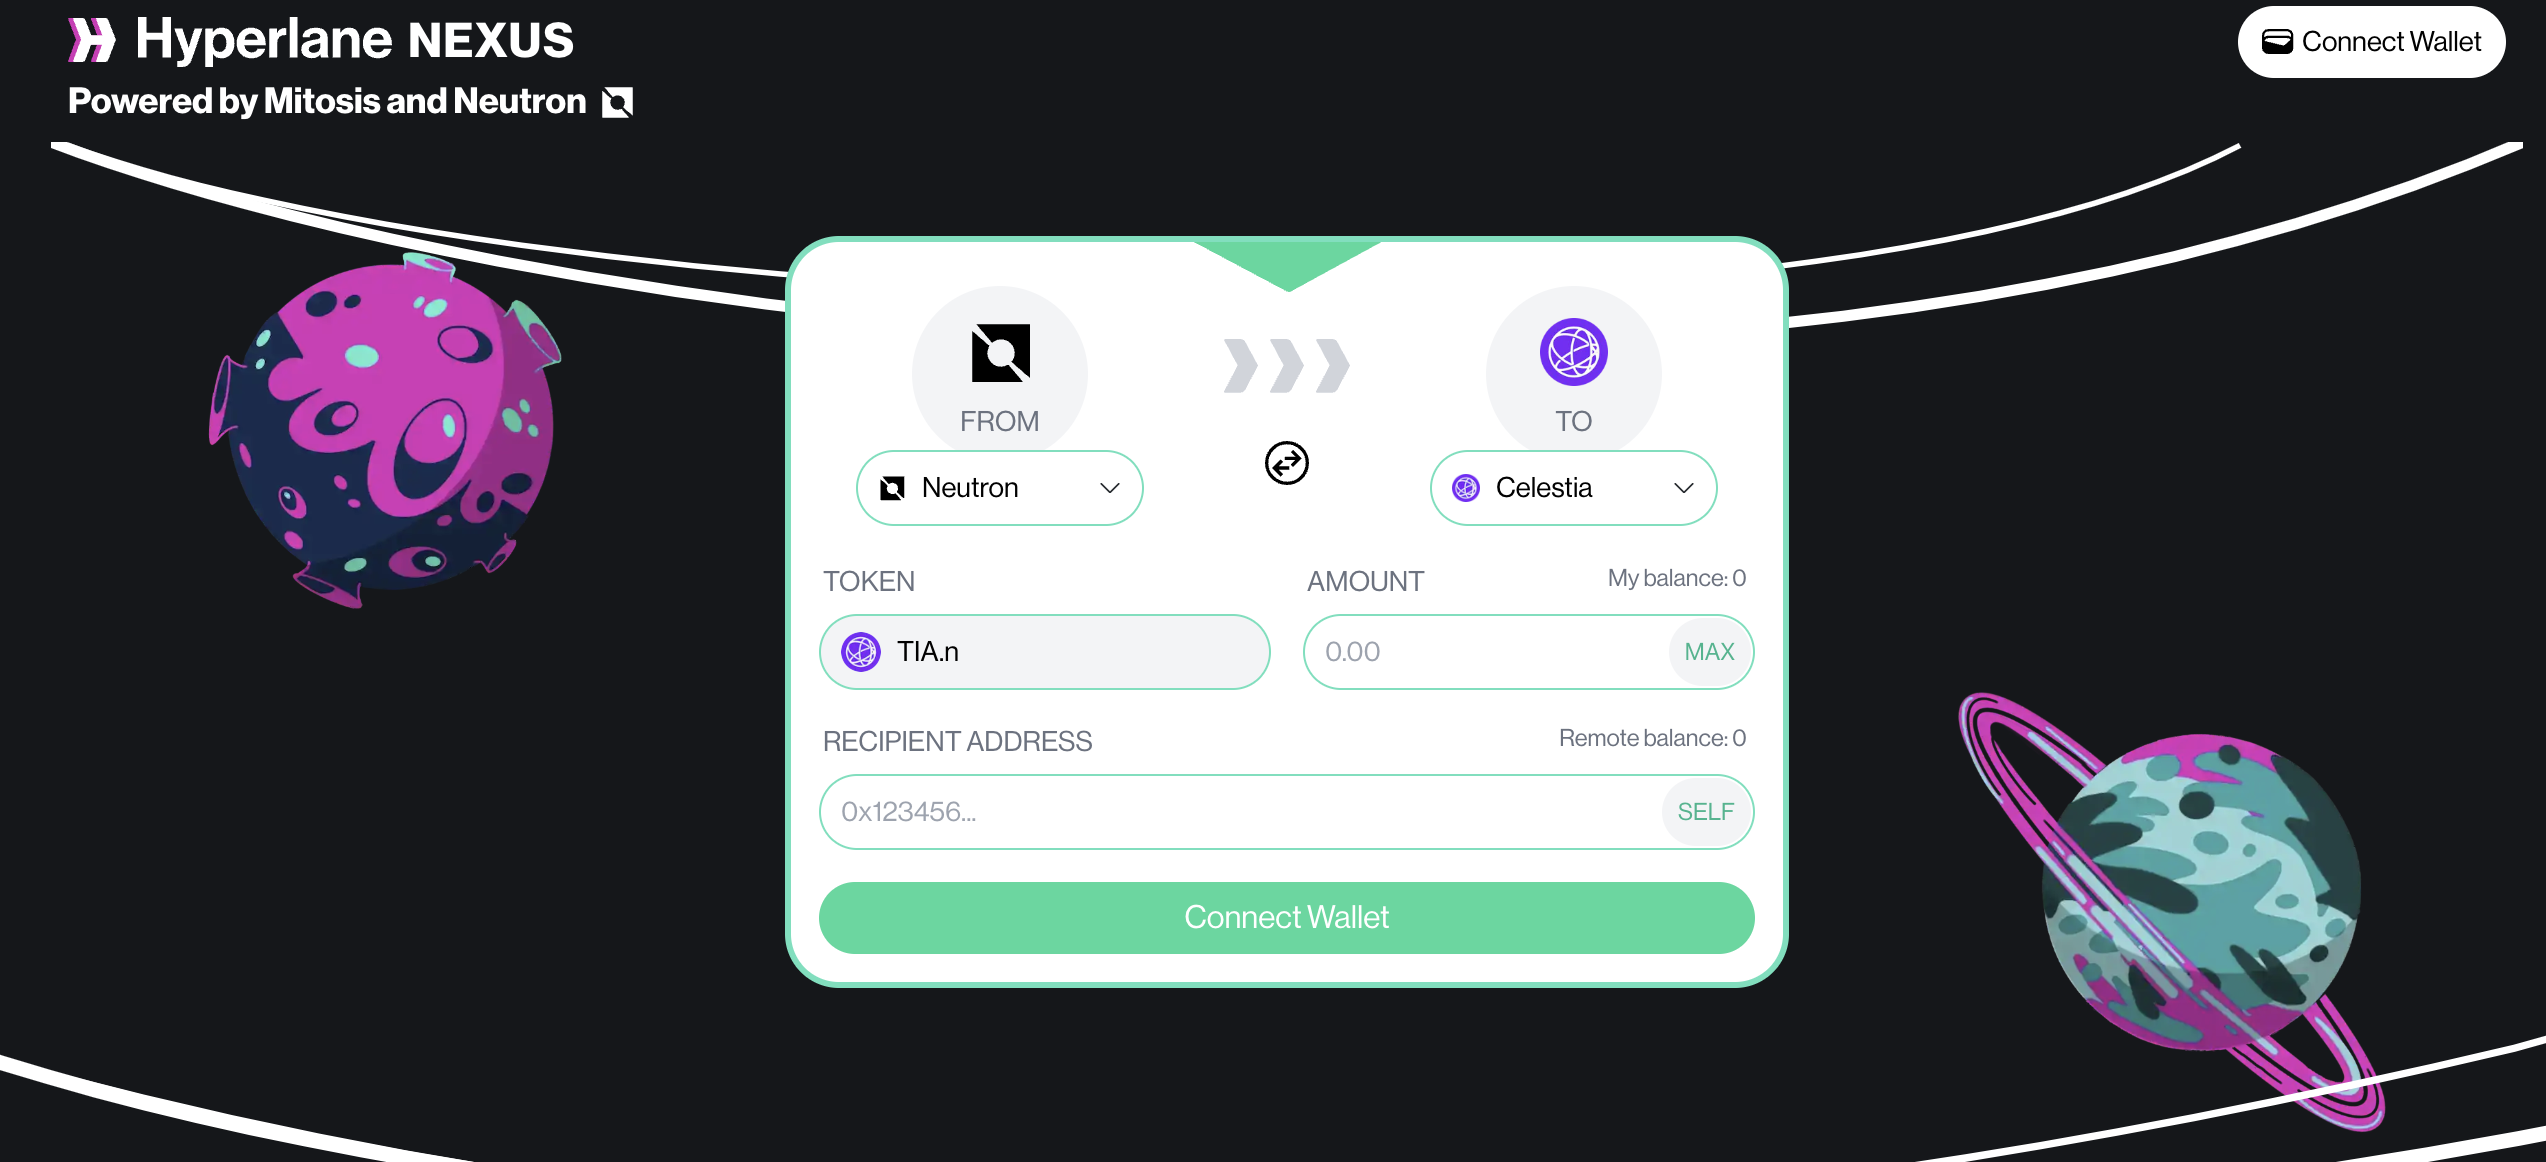 Hyperlane NEXUS
Connect Wallet
Powered by Mitosis and Neutron
FROM
TO
Neutron
Celestia
TOKEN
AMOUNT
My balance: 0
TIA.n
0.00
MAX
RECIPIENT ADDRESS
Remote balance: 0
0x123456...
SELF
Connect Wallet